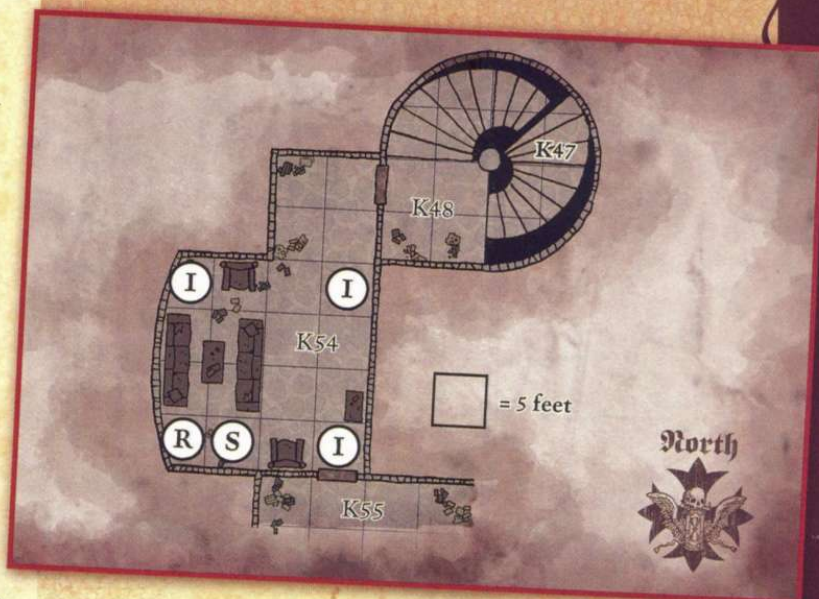 K47
K48
I
I
K54
= 5 feet
R
S
I
North
K55